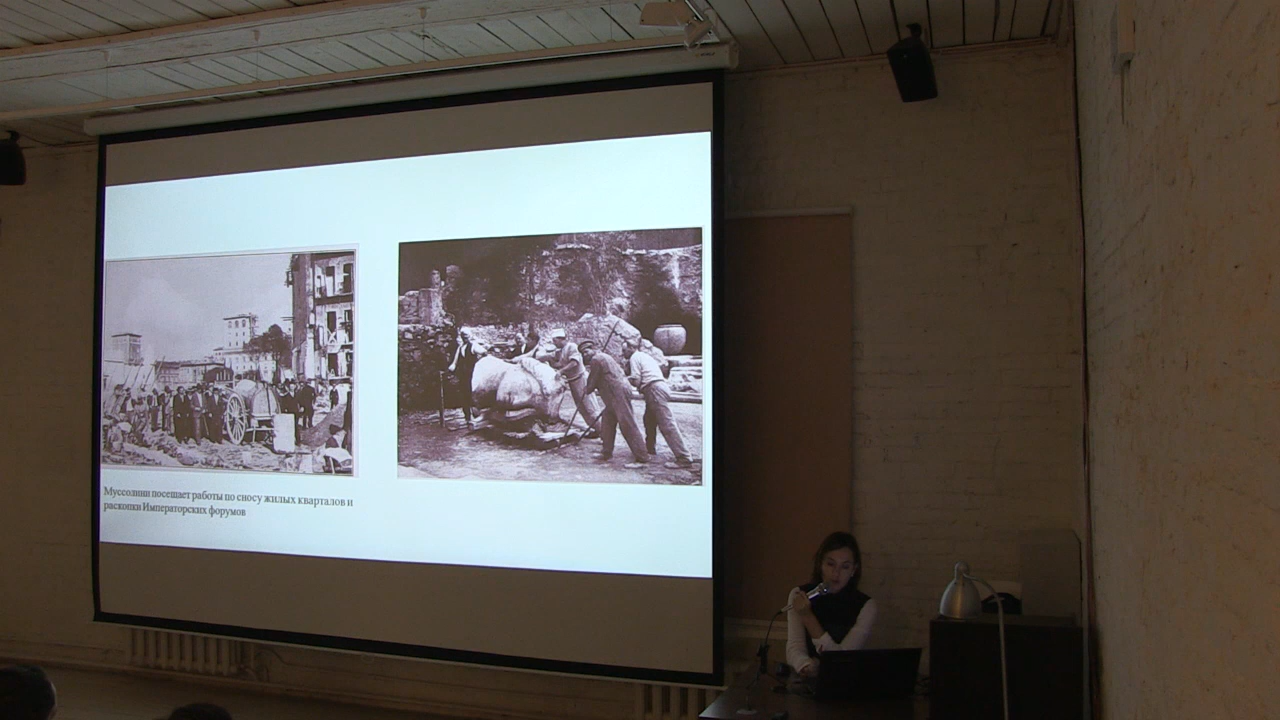 Муссолини посещает работы по сносу жилых кварталов и
раскопки Императорских форумов